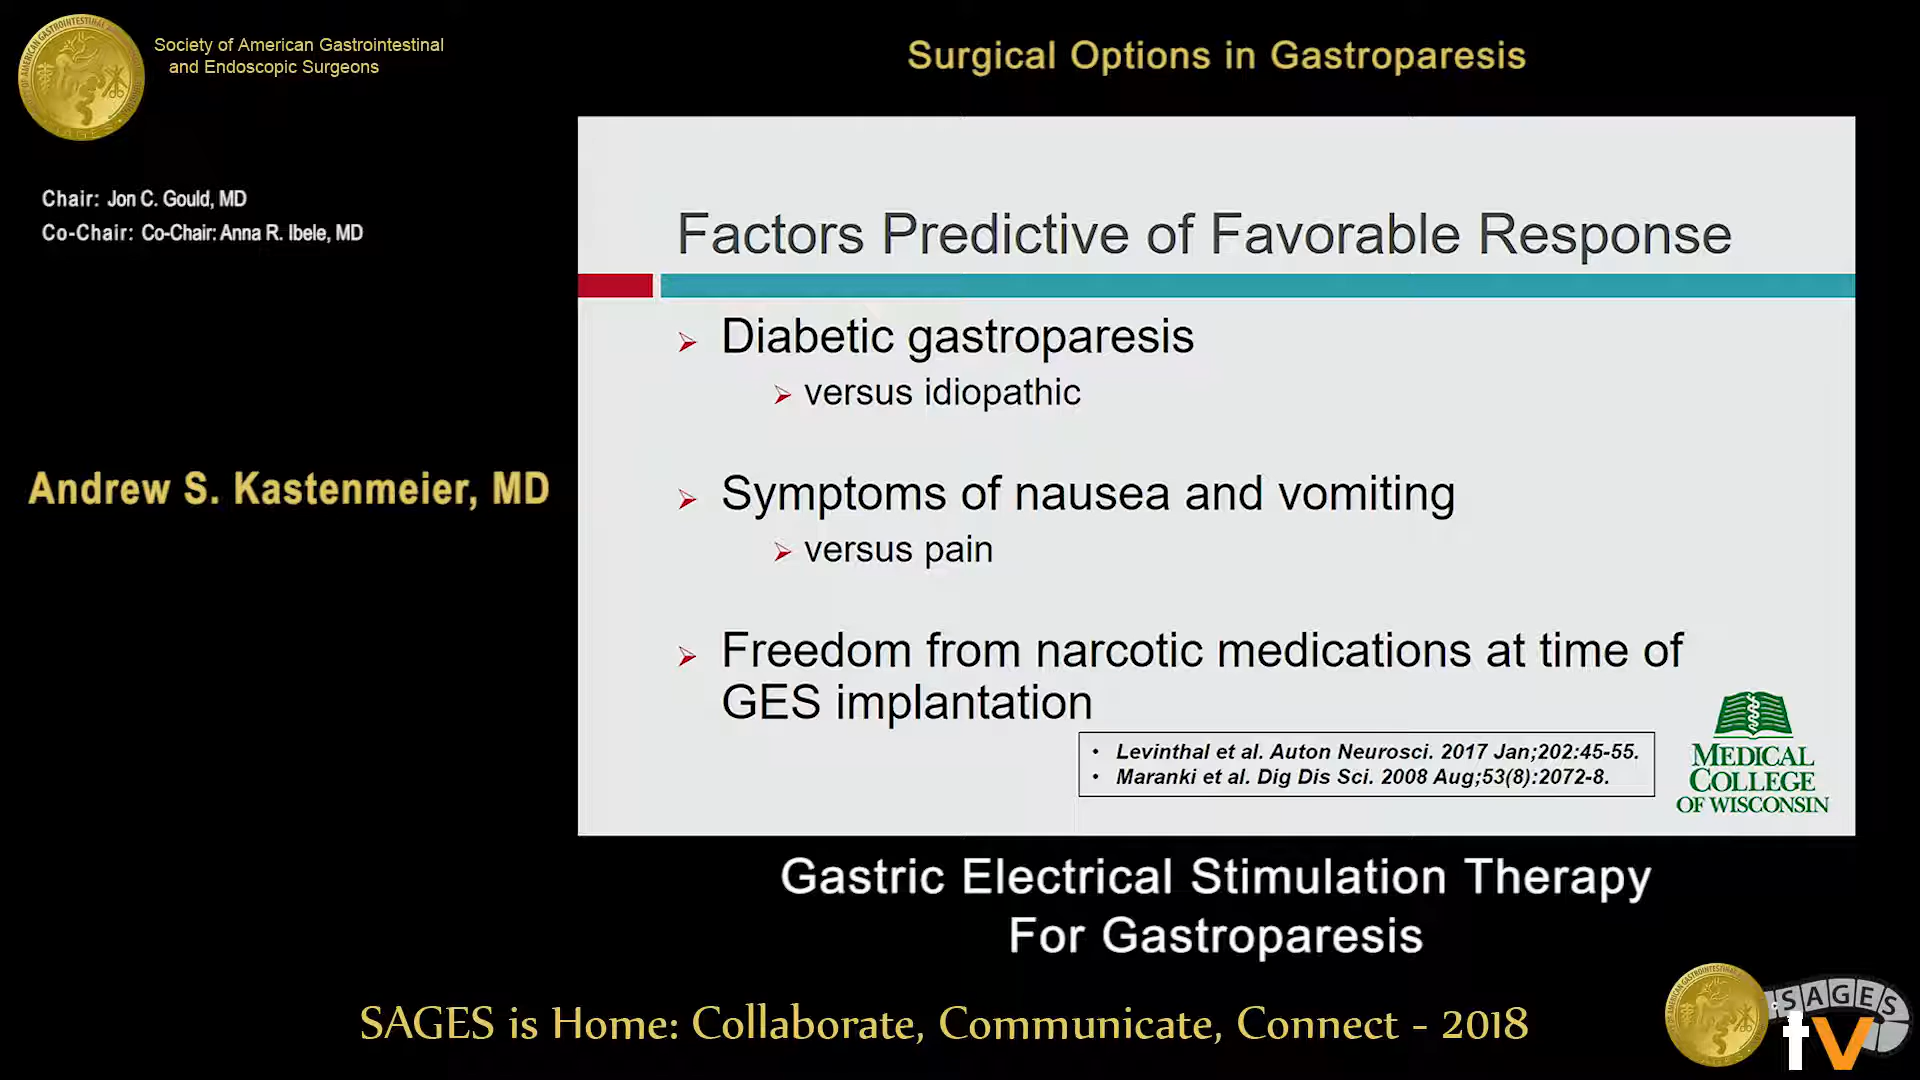 Society of American Gastrointestinal
and Endoscopic Surgeons
Surgical Options in Gastroparesis
Chair: Jon C. Gould, MD
Co-Chair: Co-Chair: Anna R. Ibele, MD
Andrew S. Kastenmeier, MD
Factors Predictive of Favorable Response
Diabetic gastroparesis
versus idiopathic
Symptoms of nausea and vomiting
versus pain
Freedom from narcotic medications at time of
GES implantation
• Levinthal et al. Auton Neurosci. 2017 Jan;202:45-55.
• Maranki et al. Dig Dis Sci. 2008 Aug;53(8):2072-8.
MEDICAL
COLLEGE
OF WISCONSIN
Gastric Electrical Stimulation Therapy
For Gastroparesis
SAGES is Home: Collaborate, Communicate, Connect - 2018
SAGES
tv